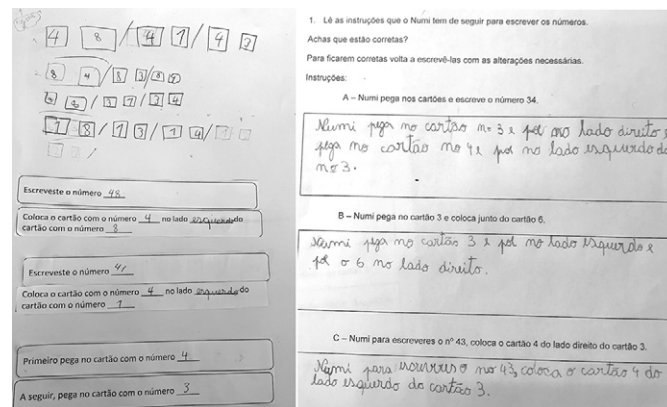 4 8 / 4 1 / 4 3
8 4 / 8 3 /
/ 3 7 / 3 4
1 8 / 1 3 / 1 4 /
Escreveste o número 48
Coloca o cartão com o número 4 no lado esquerdo do
cartão com o número 8
Escreveste o número 41
Coloca o cartão com o número 4 no lado esquerdo do
cartão com o número 1
Primeiro pega no cartão com o número 4
A seguir, pega no cartão com o número 3
1. Lê as instruções que o Numi tem de seguir para escrever os números.
Achas que estão corretas?
Para ficarem corretas volta a escrevê-las com as alterações necessárias.
Instruções:
A – Numi pega nos cartões e escreve o número 34.
Numi pega no cartão nº 3 e põe ao lado direito e
pega no cartão nº 4 e põe no lado esquerdo do
nº 3.
B – Numi pega no cartão 3 e coloca junto do cartão 6.
Numi pega no cartão 3 e põe no lado esquerdo e
põe o 6 no lado direito.
C – Numi para escreveres o nº 43, coloca o cartão 4 do lado direito do cartão 3.
Numi para escreveres o nº 43, coloca o cartão 4 do
lado esquerdo do cartão 3.